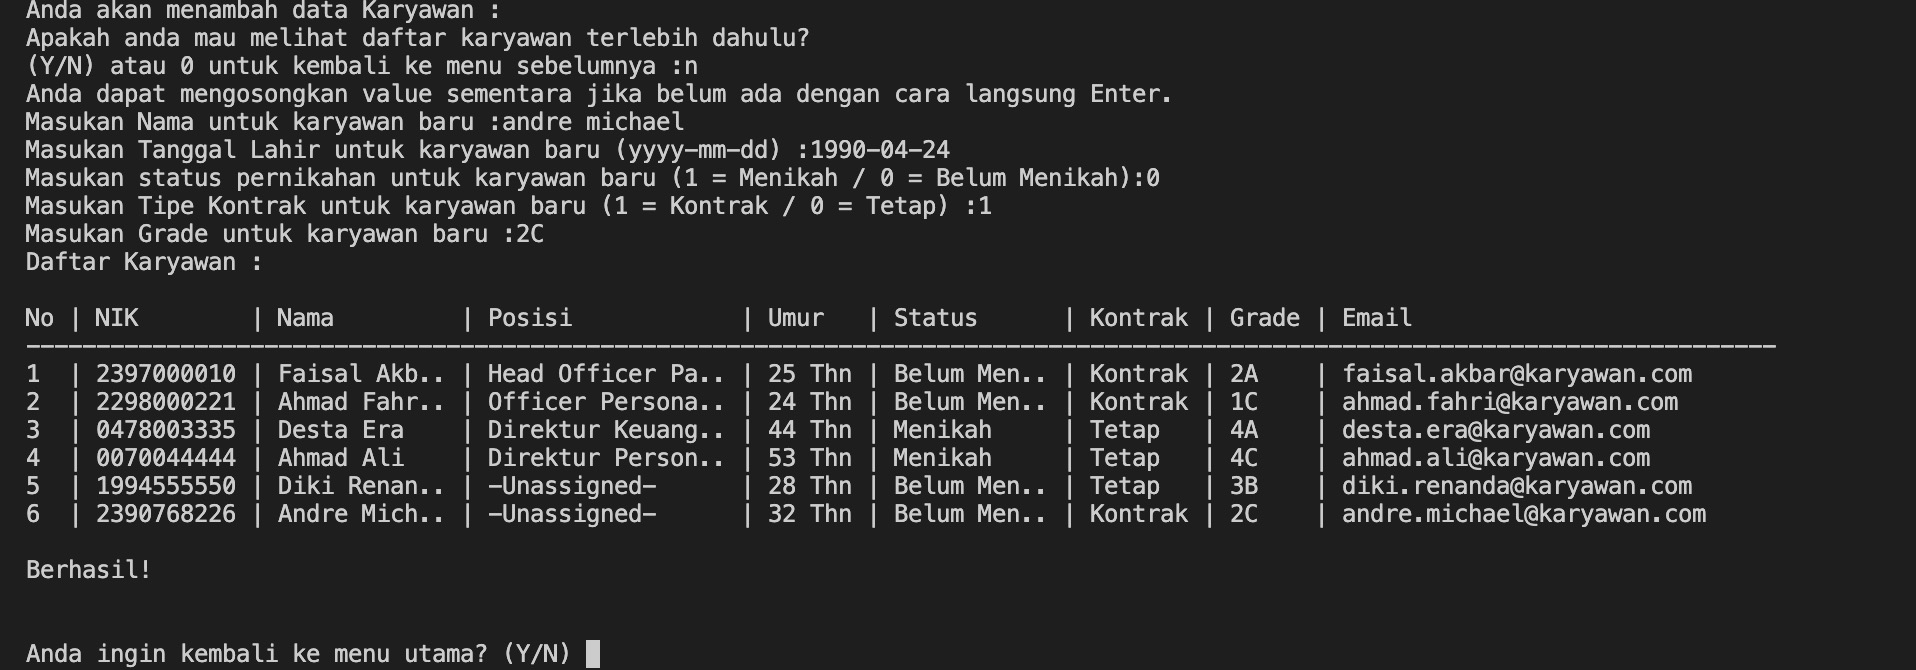 Anda akan menambah data Karyawan :
Apakah anda mau melihat daftar karyawan terlebih dahulu?
(Y/N) atau 0 untuk kembali ke menu sebelumnya :n
Anda dapat mengosongkan value sementara jika belum ada dengan cara langsung Enter.
Masukan Nama untuk karyawan baru :andre michael
Masukan Tanggal Lahir untuk karyawan baru (yyyy-mm-dd) :1990-04-24
Masukan status pernikahan untuk karyawan baru (1 = Menikah / 0 = Belum Menikah):0
Masukan Tipe Kontrak untuk karyawan baru (1 = Kontrak / 0 = Tetap) :1
Masukan Grade untuk karyawan baru :2C
Daftar Karyawan :
No | NIK | Nama | Posisi | Umur | Status | Kontrak | Grade | Email
1 | 2397000010 | Faisal Akb.. | Head Officer Pa.. | 25 Thn | Belum Men.. | Kontrak | 2A | faisal.akbar@karyawan.com
2 | 2298000221 | Ahmad Fahr.. | Officer Persona.. | 24 Thn | Belum Men.. | Kontrak | 1C | ahmad.fahri@karyawan.com
3 | 0478003335 | Desta Era | Direktur Keuang.. | 44 Thn | Menikah | Tetap | 4A | desta.era@karyawan.com
4 | 0070044444 | Ahmad Ali | Direktur Person.. | 53 Thn | Menikah | Tetap | 4C | ahmad.ali@karyawan.com
5 | 1994555550 | Diki Renan.. | -Unassigned- | 28 Thn | Belum Men.. | Tetap | 3B | diki.renanda@karyawan.com
6 | 2390768226 | Andre Mich.. | -Unassigned- | 32 Thn | Belum Men.. | Kontrak | 2C | andre.michael@karyawan.com
Berhasil!
Anda ingin kembali ke menu utama? (Y/N)